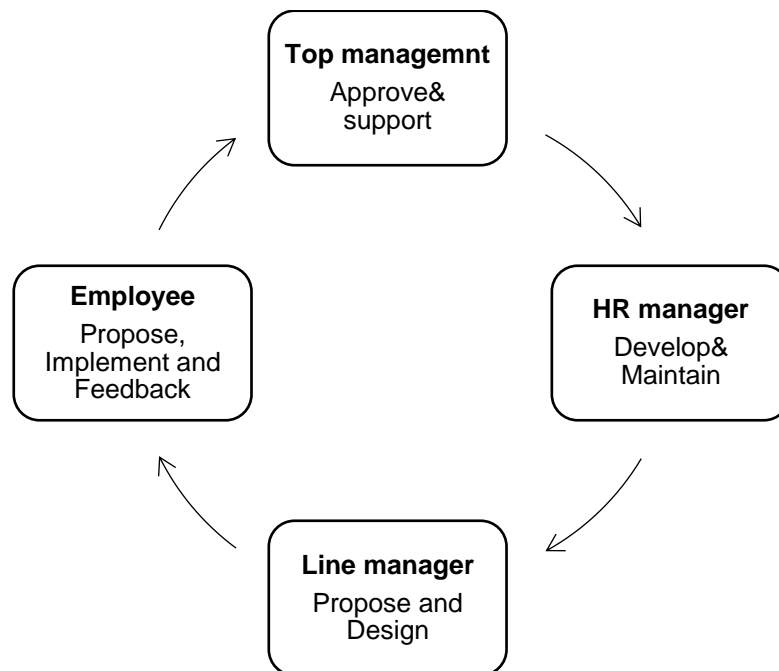 Top managemnt
Approve&
support
Employee
Propose,
Implement and
Feedback
HR manager
Develop&
Maintain
Line manager
Propose and
Design